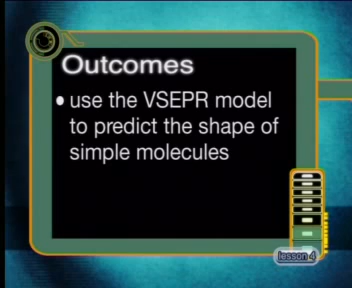 Outcomes
• use the VSEPR model
to predict the shape of
simple molecules
lesson 4